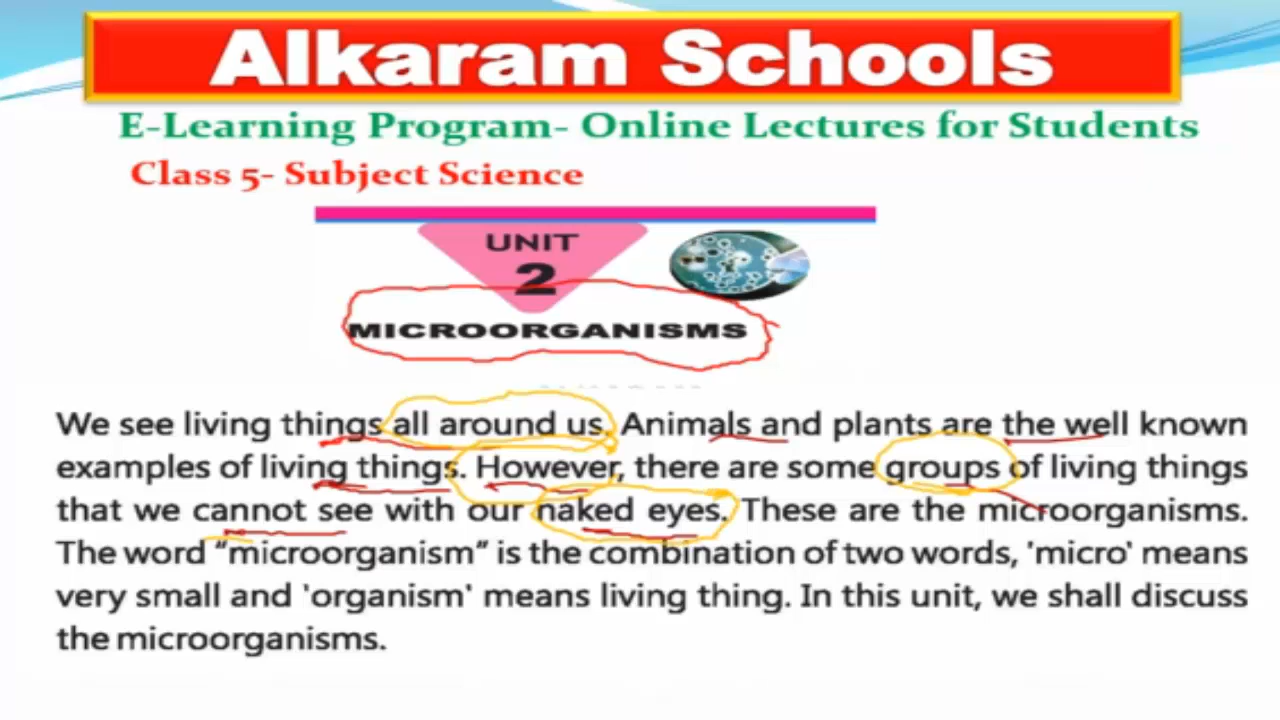 Alkaram Schools
E-Learning Program- Online Lectures for Students
Class 5- Subject Science
UNIT
2
MICROORGANISMS
We see living things all around us. Animals and plants are the well known
examples of living things. However, there are some groups of living things
that we cannot see with our naked eyes. These are the microorganisms.
The word “microorganism” is the combination of two words, 'micro' means
very small and 'organism' means living thing. In this unit, we shall discuss
the microorganisms.